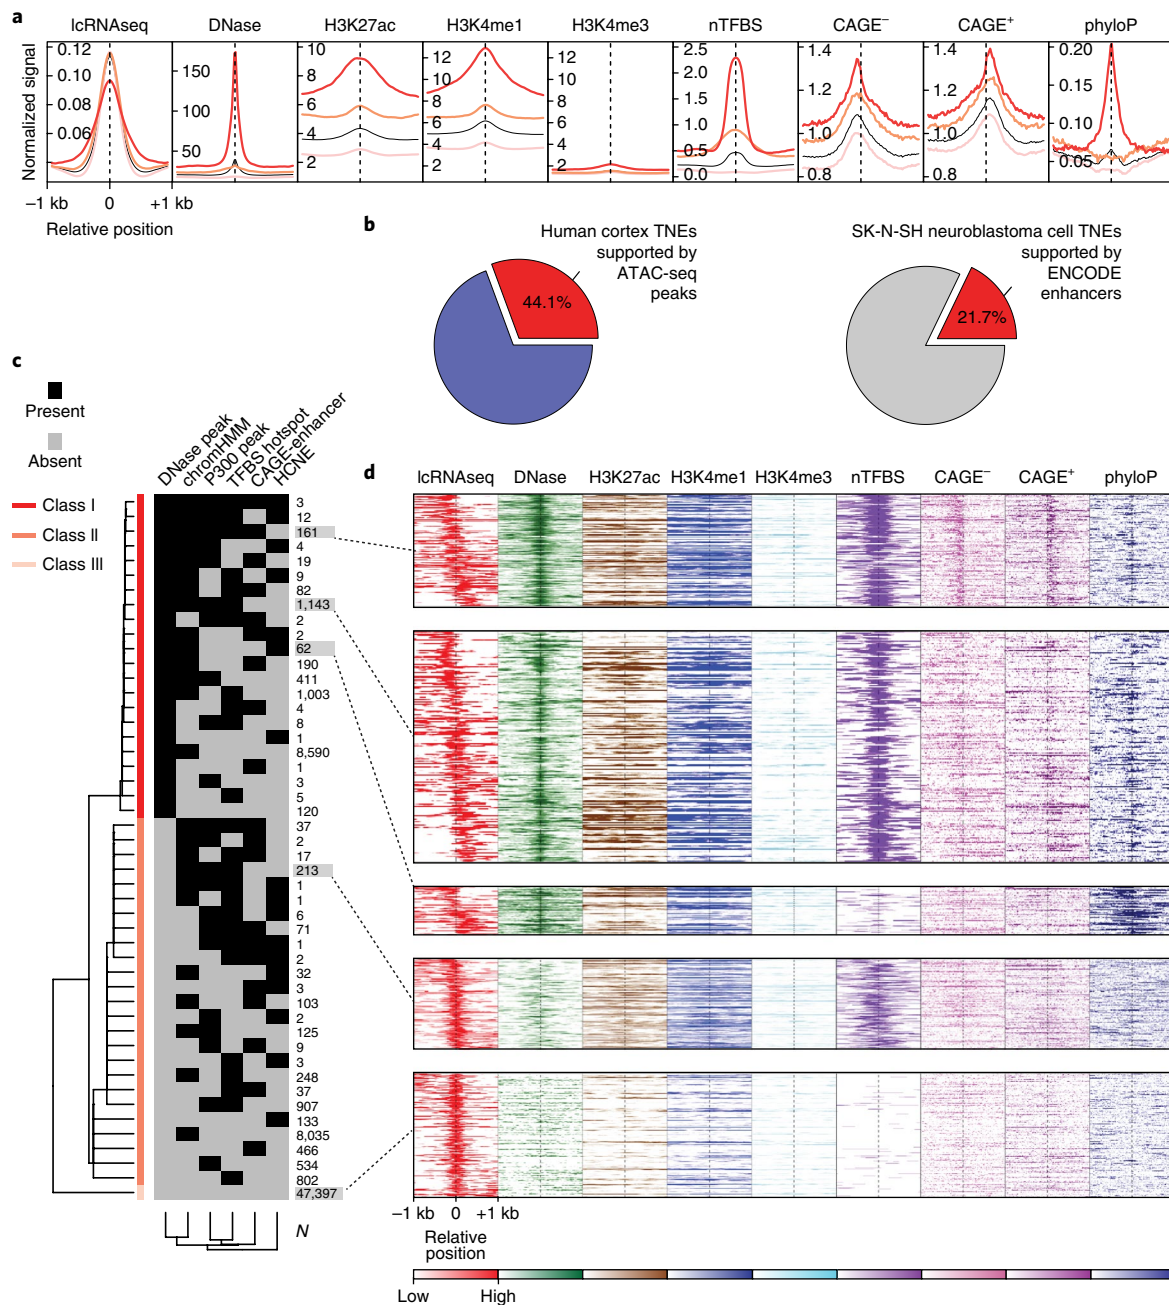 a
lcRNAseq DNase H3K27ac H3K4me1 H3K4me3 nTFBS CAGE– CAGE+ phyloP
Normalized signal
0.12
0.10
0.08
0.06
150
100
50
10
8
6
4
2
12
10
8
6
4
2
12
10
8
6
4
2
2.5
2.0
1.5
1.0
0.5
0.0
1.4
1.2
1.0
0.8
1.4
1.2
1.0
0.8
0.20
0.15
0.10
0.05
−1 kb 0 +1 kb
Relative position
b
Human cortex TNEs
supported by
ATAC-seq
peaks
44.1%
SK-N-SH neuroblastoma cell TNEs
supported by
ENCODE
enhancers
21.7%
c
Present
Absent
Class I
Class II
Class III
DNase peak
chromHMM
P300 peak
TFBS hotspot
CAGE-enhancer
HCNE
3
12
161
4
19
9
82
1,143
2
2
62
190
411
1,003
4
8
1
8,590
1
3
5
120
37
2
17
213
1
1
6
71
1
2
32
3
103
2
125
9
3
248
37
907
133
8,035
466
534
802
47,397
N
d
lcRNAseq DNase H3K27ac H3K4me1 H3K4me3 nTFBS CAGE– CAGE+ phyloP
−1 kb 0 +1 kb
Relative
position
Low High